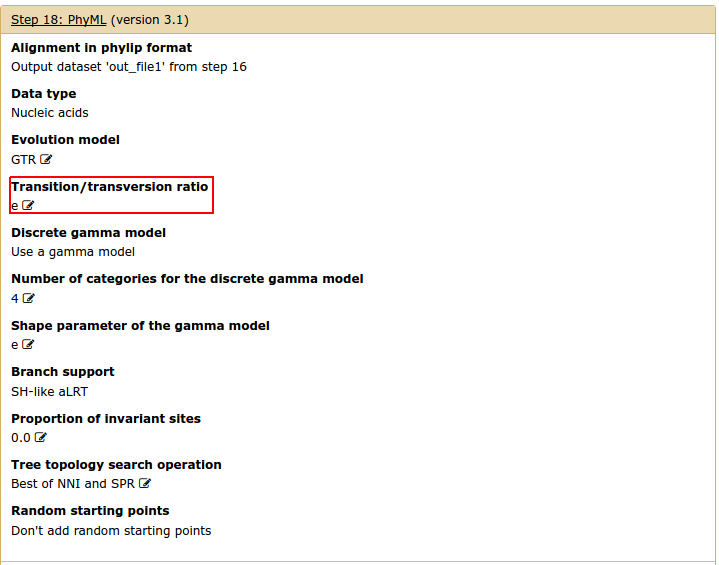 Step 18: PhyML (version 3.1)
Alignment in phylip format
Output dataset 'out_file1' from step 16
Data type
Nucleic acids
Evolution model
GTR
Transition/transversion ratio
e
Discrete gamma model
Use a gamma model
Number of categories for the discrete gamma model
4
Shape parameter of the gamma model
e
Branch support
SH-like aLRT
Proportion of invariant sites
0.0
Tree topology search operation
Best of NNI and SPR
Random starting points
Don't add random starting points